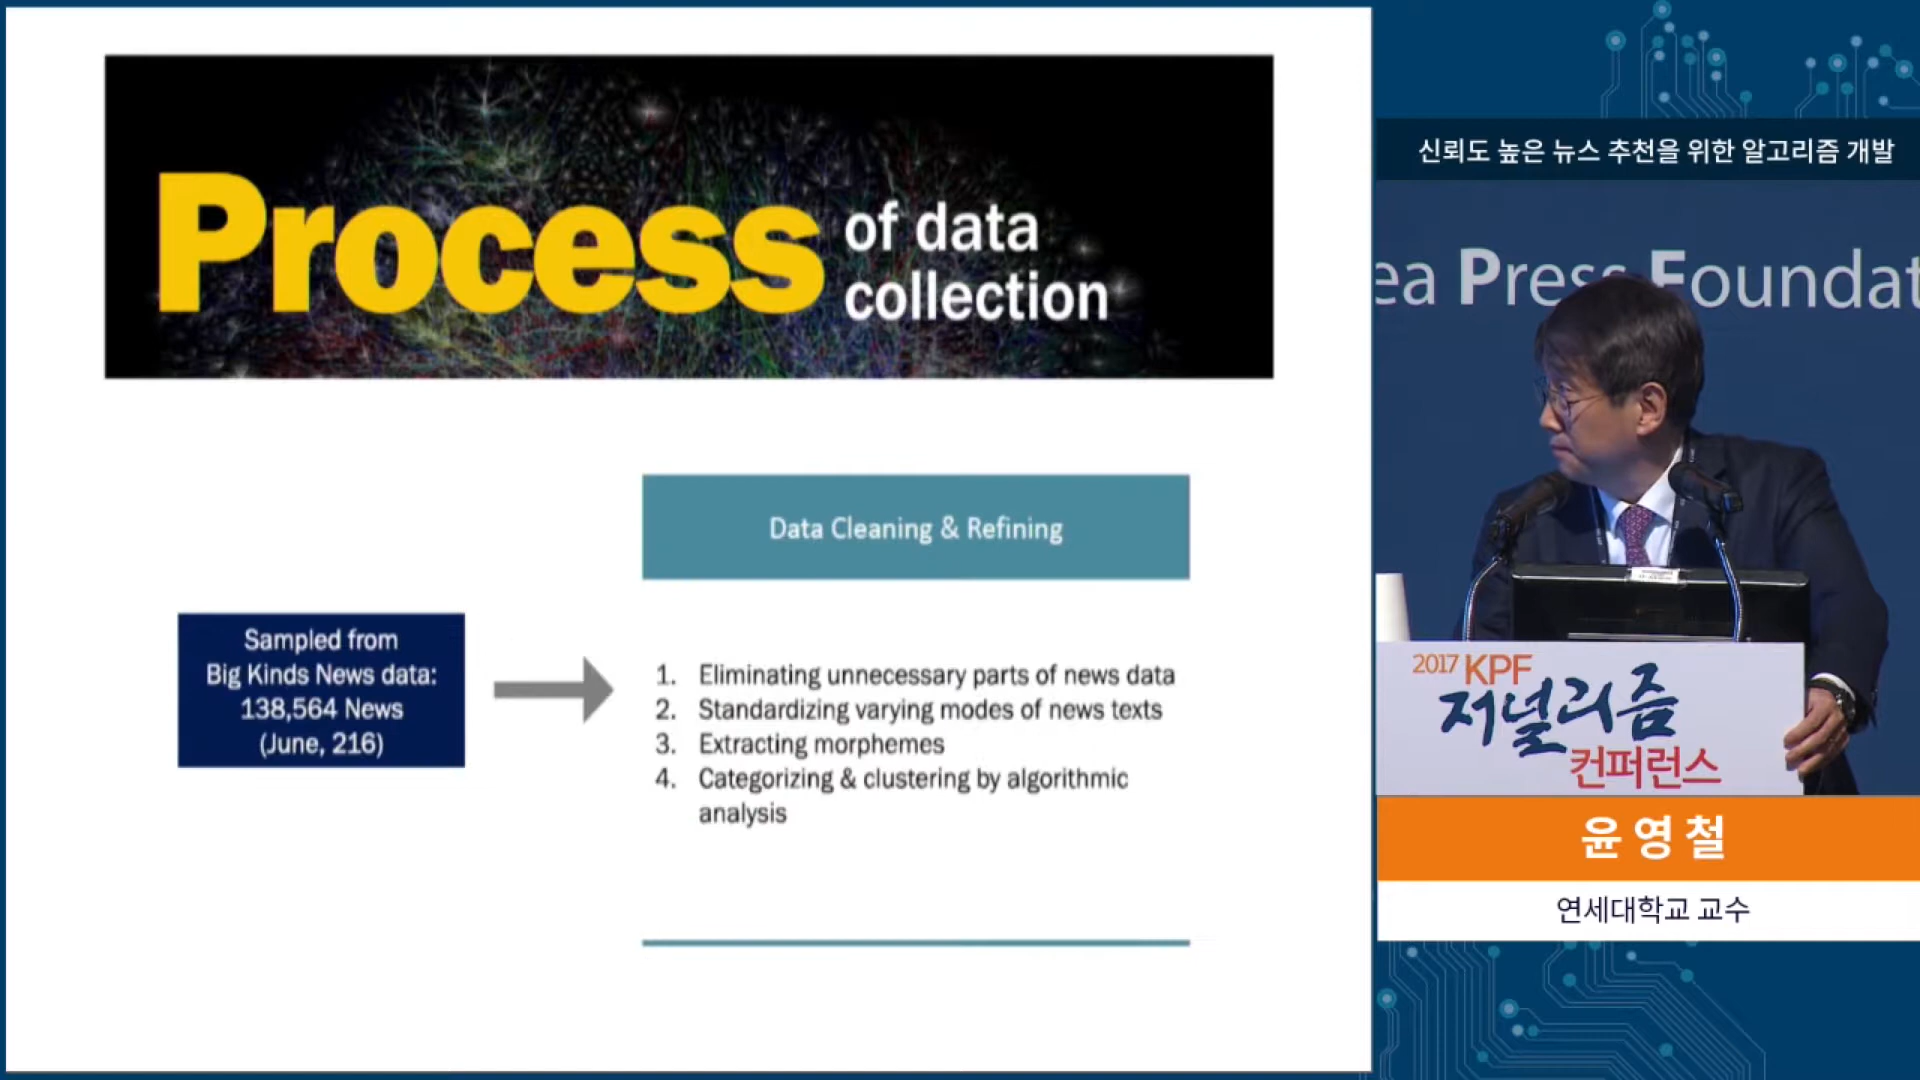 Process of data
collection
Data Cleaning & Refining
Sampled from
Big Kinds News data:
138,564 News
(June, 216)
1. Eliminating unnecessary parts of news data
2. Standardizing varying modes of news texts
3. Extracting morphemes
4. Categorizing & clustering by algorithmic
analysis
신뢰도 높은 뉴스 추천을 위한 알고리즘 개발
ea Press Foundat
2017 KPF
저널리즘
컨퍼런스
윤영철
연세대학교 교수